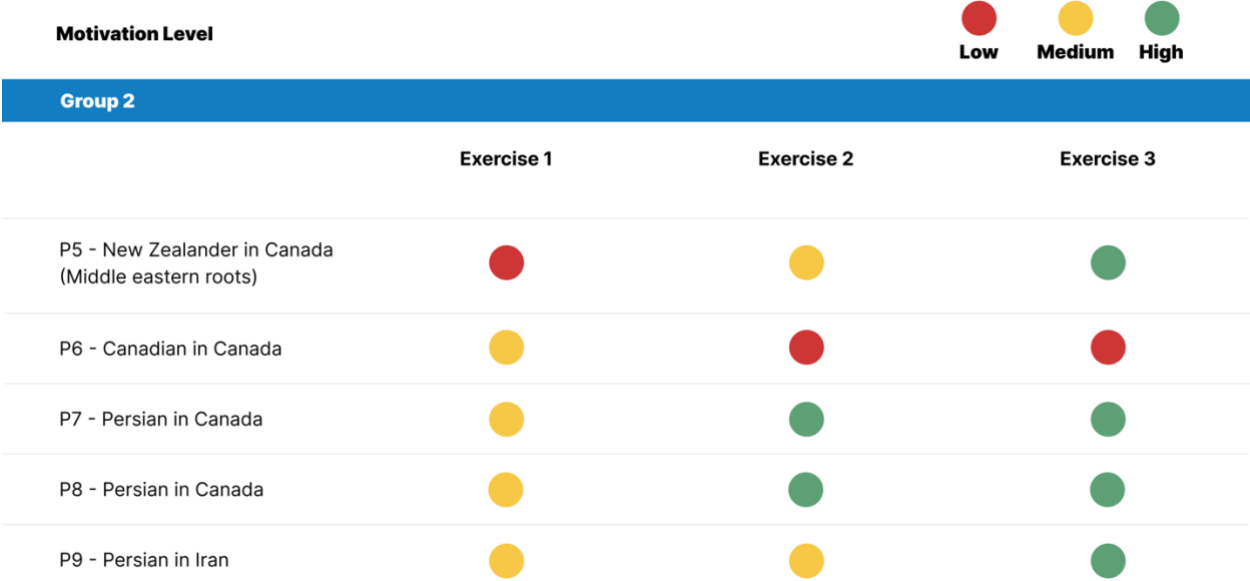 Motivation Level
Low Medium High
Group 2
Exercise 1 Exercise 2 Exercise 3
P5 - New Zealander in Canada
(Middle eastern roots)
P6 - Canadian in Canada
P7 - Persian in Canada
P8 - Persian in Canada
P9 - Persian in Iran